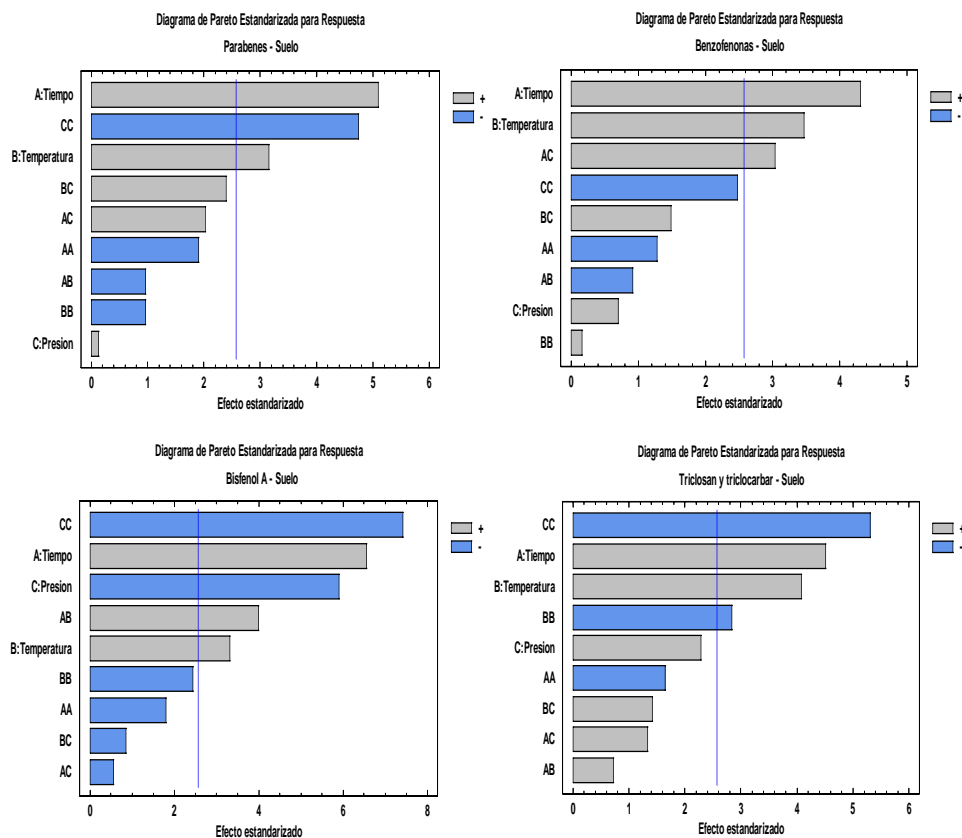 Diagrama de Pareto Estandarizada para Respuesta
Parabenes - Suelo
A:Tiempo
CC
B:Temperatura
BC
AC
AA
AB
BB
C:Presion
+
-
0 1 2 3 4 5 6
Efecto estandarizado
Diagrama de Pareto Estandarizada para Respuesta
Benzofenonas - Suelo
A:Tiempo
B:Temperatura
AC
CC
BC
AA
AB
C:Presion
BB
+
-
0 1 2 3 4 5
Efecto estandarizado
Diagrama de Pareto Estandarizada para Respuesta
Bisfenol A - Suelo
CC
A:Tiempo
C:Presion
AB
B:Temperatura
BB
AA
BC
AC
+
-
0 2 4 6 8
Efecto estandarizado
Diagrama de Pareto Estandarizada para Respuesta
Triclosan y triclocarbar - Suelo
CC
A:Tiempo
B:Temperatura
BB
C:Presion
AA
BC
AC
AB
+
-
0 1 2 3 4 5 6
Efecto estandarizado